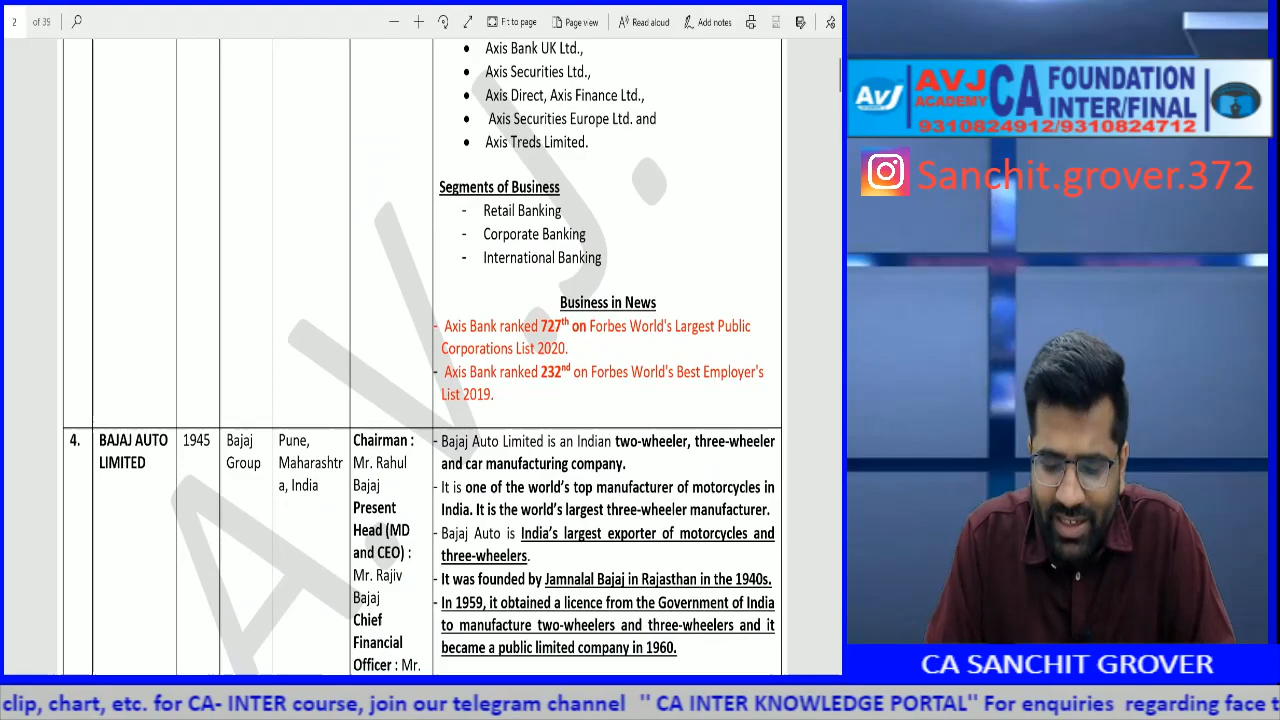 2 of 39
Fit to page
Page view
Read aloud
Add notes
• Axis Bank UK Ltd.,
• Axis Securities Ltd.,
• Axis Direct, Axis Finance Ltd.,
• Axis Securities Europe Ltd. and
• Axis Treds Limited.
Segments of Business
- Retail Banking
- Corporate Banking
- International Banking
Business in News
- Axis Bank ranked 727th on Forbes World's Largest Public
Corporations List 2020.
- Axis Bank ranked 232nd on Forbes World's Best Employer's
List 2019.
4.
BAJAJ AUTO
LIMITED
1945
Bajaj
Group
Pune,
Maharashtr
a, India
Chairman :
Mr. Rahul
Bajaj
Present
Head (MD
and CEO) :
Mr. Rajiv
Bajaj
Chief
Financial
Officer : Mr.
- Bajaj Auto Limited is an Indian two-wheeler, three-wheeler
and car manufacturing company.
- It is one of the world's top manufacturer of motorcycles in
India. It is the world's largest three-wheeler manufacturer.
- Bajaj Auto is India's largest exporter of motorcycles and
three-wheelers.
- It was founded by Jamnalal Bajaj in Rajasthan in the 1940s.
- In 1959, it obtained a licence from the Government of India
to manufacture two-wheelers and three-wheelers and it
became a public limited company in 1960.
A.V.J.
AVJ
AVJ
ACADEMY
CA
FOUNDATION
INTER/FINAL
9310824912/9310824712
Sanchit.grover.372
CA SANCHIT GROVER
clip, chart, etc. for CA- INTER course, join our telegram channel " CA INTER KNOWLEDGE PORTAL" For enquiries regarding face t